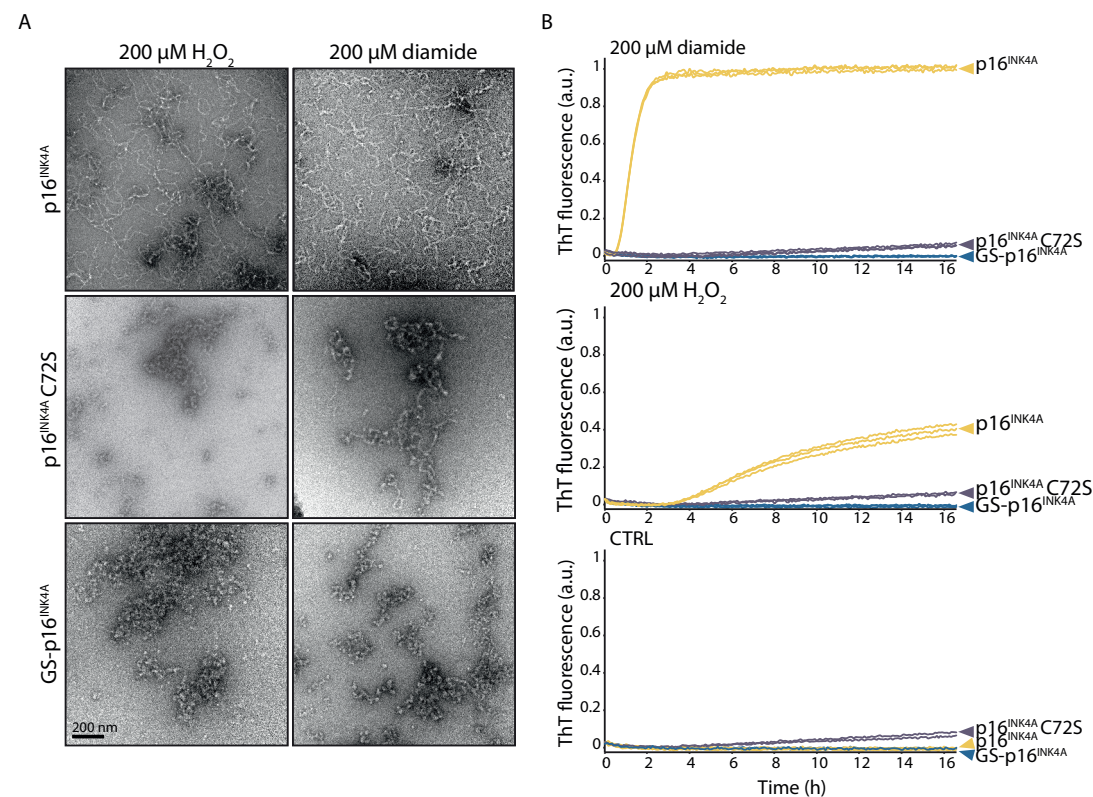 A
200 μM H₂O₂
200 μM diamide
p16ᴵᴺᴷ⁴ᴬ
p16ᴵᴺᴷ⁴ᴬ C72S
GS-p16ᴵᴺᴷ⁴ᴬ
200 nm
B
200 μM diamide
ThT fluorescence (a.u.)
1
0.8
0.6
0.4
0.2
0
0 2 4 6 8 10 12 14 16
p16ᴵᴺᴷ⁴ᴬ
p16ᴵᴺᴷ⁴ᴬ C72S
GS-p16ᴵᴺᴷ⁴ᴬ
200 μM H₂O₂
ThT fluorescence (a.u.)
1
0.8
0.6
0.4
0.2
0
0 2 4 6 8 10 12 14 16
p16ᴵᴺᴷ⁴ᴬ
p16ᴵᴺᴷ⁴ᴬ C72S
GS-p16ᴵᴺᴷ⁴ᴬ
CTRL
ThT fluorescence (a.u.)
1
0.8
0.6
0.4
0.2
0
0 2 4 6 8 10 12 14 16
p16ᴵᴺᴷ⁴ᴬ C72S
p16ᴵᴺᴷ⁴ᴬ
GS-p16ᴵᴺᴷ⁴ᴬ
Time (h)